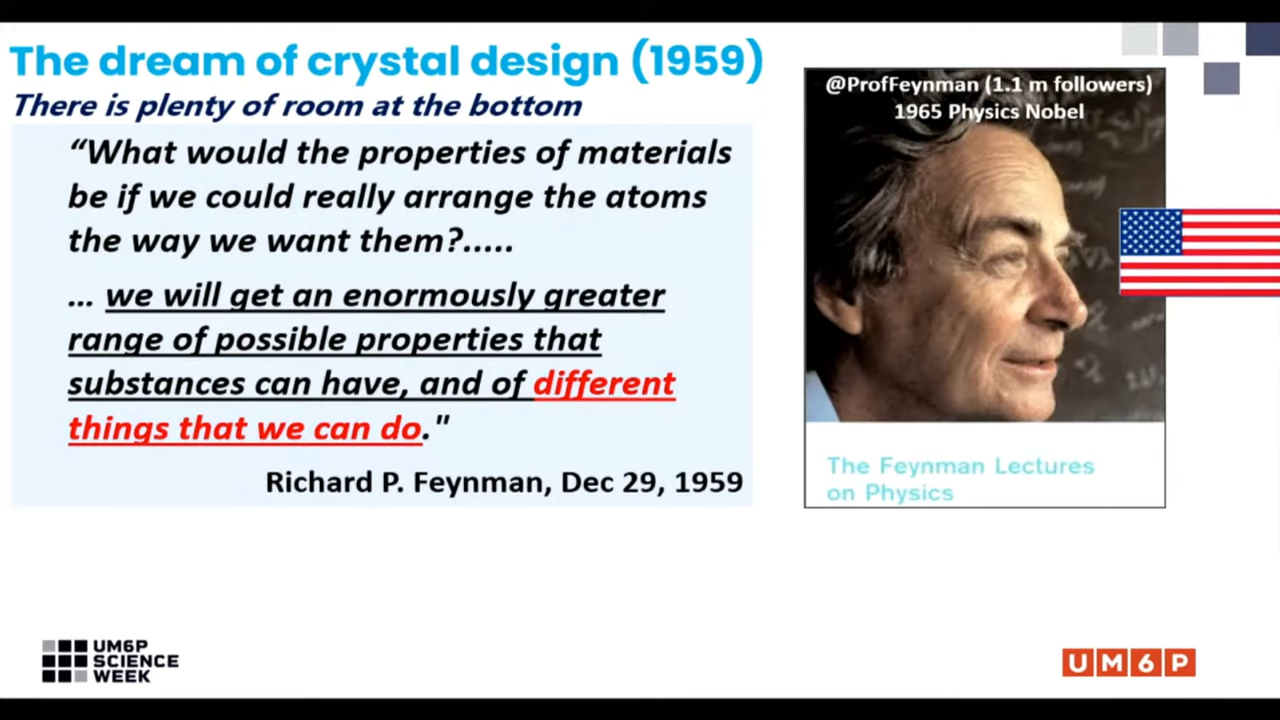 The dream of crystal design (1959)
There is plenty of room at the bottom
“What would the properties of materials
be if we could really arrange the atoms
the way we want them?.....
... we will get an enormously greater
range of possible properties that
substances can have, and of different
things that we can do."
Richard P. Feynman, Dec 29, 1959
@ProfFeynman (1.1 m followers)
1965 Physics Nobel
The Feynman Lectures
on Physics
UM6P
SCIENCE
WEEK
UM6P